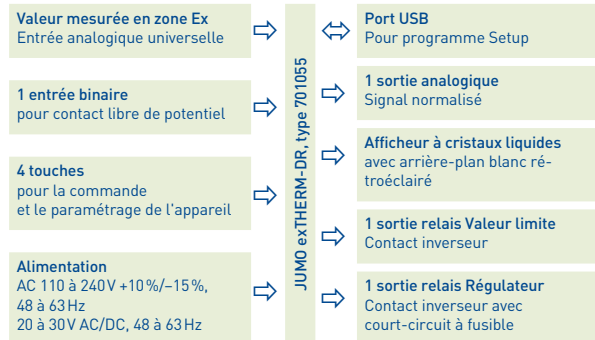 Valeur mesurée en zone Ex
Entrée analogique universelle
1 entrée binaire
pour contact libre de potentiel
4 touches
pour la commande
et le paramétrage de l'appareil
Alimentation
AC 110 à 240 V +10 %/–15 %,
48 à 63 Hz
20 à 30 V AC/DC, 48 à 63 Hz
JUMO exTHERM-DR, type 701055
Port USB
Pour programme Setup
1 sortie analogique
Signal normalisé
Afficheur à cristaux liquides
avec arrière-plan blanc ré-
troéclairé
1 sortie relais Valeur limite
Contact inverseur
1 sortie relais Régulateur
Contact inverseur avec
court-circuit à fusible